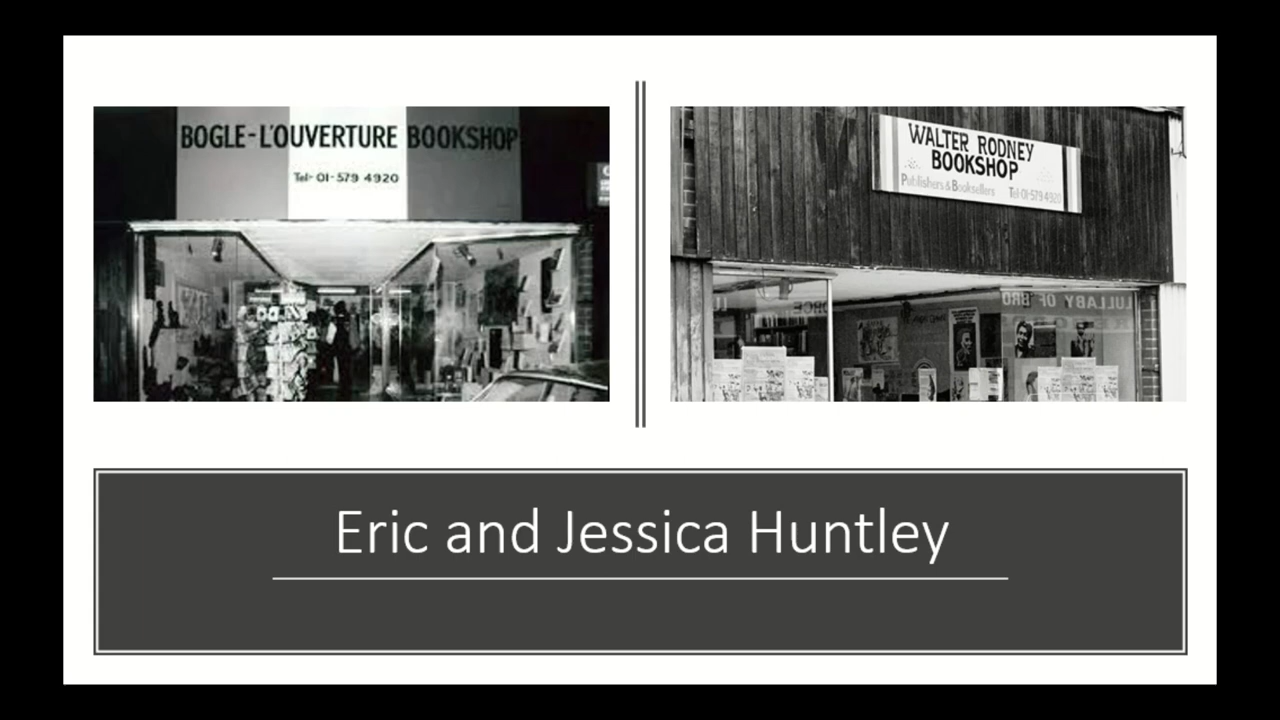 BOGLE-L'OUVERTURE BOOKSHOP
Tel- 01-579 4920
WALTER RODNEY
BOOKSHOP
Publishers & Booksellers Tel 01-579 4920
LULLABY OF BRO
Eric and Jessica Huntley